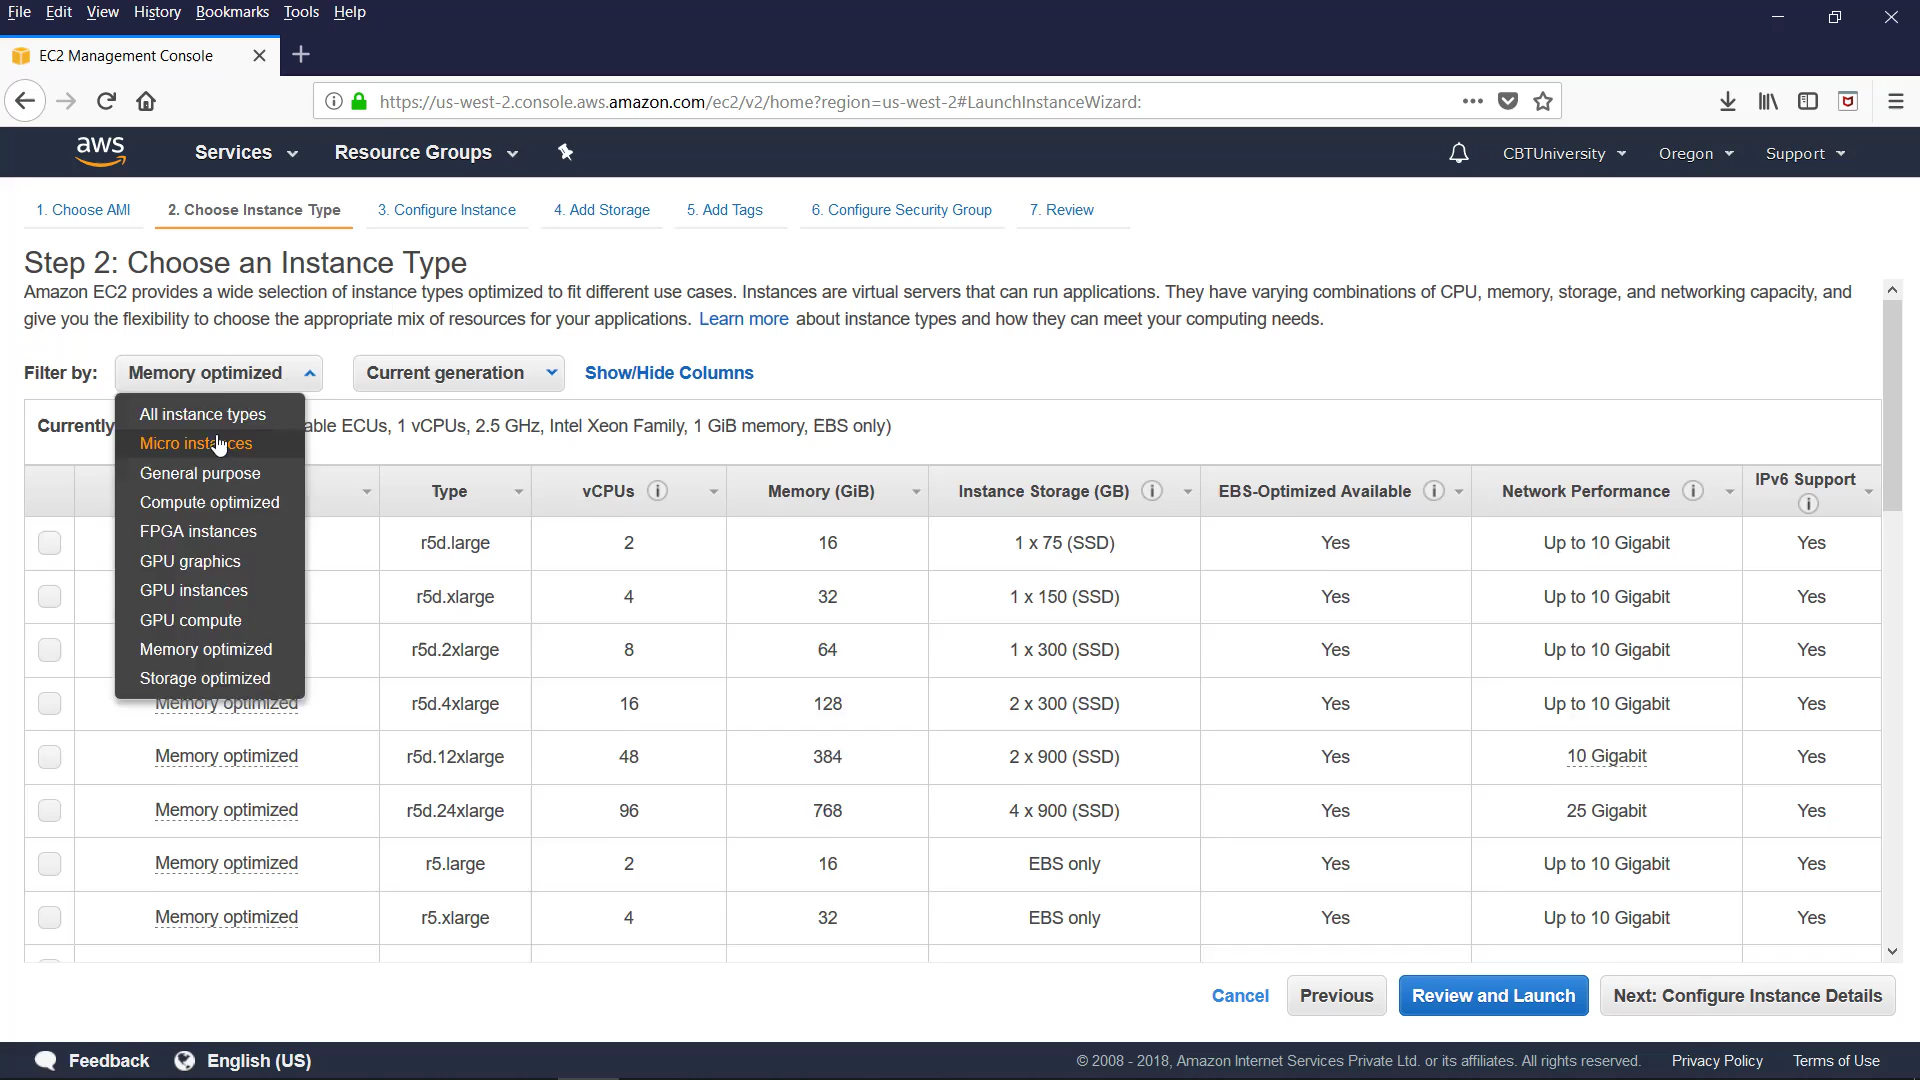 File Edit View History Bookmarks Tools Help
EC2 Management Console
https://us-west-2.console.aws.amazon.com/ec2/v2/home?region=us-west-2#LaunchInstanceWizard:
aws Services Resource Groups CBTUniversity Oregon Support
1. Choose AMI 2. Choose Instance Type 3. Configure Instance 4. Add Storage 5. Add Tags 6. Configure Security Group 7. Review
Step 2: Choose an Instance Type
Amazon EC2 provides a wide selection of instance types optimized to fit different use cases. Instances are virtual servers that can run applications. They have varying combinations of CPU, memory, storage, and networking capacity, and
give you the flexibility to choose the appropriate mix of resources for your applications. Learn more about instance types and how they can meet your computing needs.
Filter by: Memory optimized Current generation Show/Hide Columns
All instance types
Currently able ECUs, 1 vCPUs, 2.5 GHz, Intel Xeon Family, 1 GiB memory, EBS only)
Micro instances
General purpose
Compute optimized
FPGA instances
GPU graphics
GPU instances
GPU compute
Memory optimized
Storage optimized
Type vCPUs Memory (GiB) Instance Storage (GB) EBS-Optimized Available Network Performance IPv6 Support
r5d.large 2 16 1 x 75 (SSD) Yes Up to 10 Gigabit Yes
r5d.xlarge 4 32 1 x 150 (SSD) Yes Up to 10 Gigabit Yes
r5d.2xlarge 8 64 1 x 300 (SSD) Yes Up to 10 Gigabit Yes
Memory optimized r5d.4xlarge 16 128 2 x 300 (SSD) Yes Up to 10 Gigabit Yes
Memory optimized r5d.12xlarge 48 384 2 x 900 (SSD) Yes 10 Gigabit Yes
Memory optimized r5d.24xlarge 96 768 4 x 900 (SSD) Yes 25 Gigabit Yes
Memory optimized r5.large 2 16 EBS only Yes Up to 10 Gigabit Yes
Memory optimized r5.xlarge 4 32 EBS only Yes Up to 10 Gigabit Yes
Cancel Previous Review and Launch Next: Configure Instance Details
Feedback English (US) © 2008 - 2018, Amazon Internet Services Private Ltd. or its affiliates. All rights reserved. Privacy Policy Terms of Use